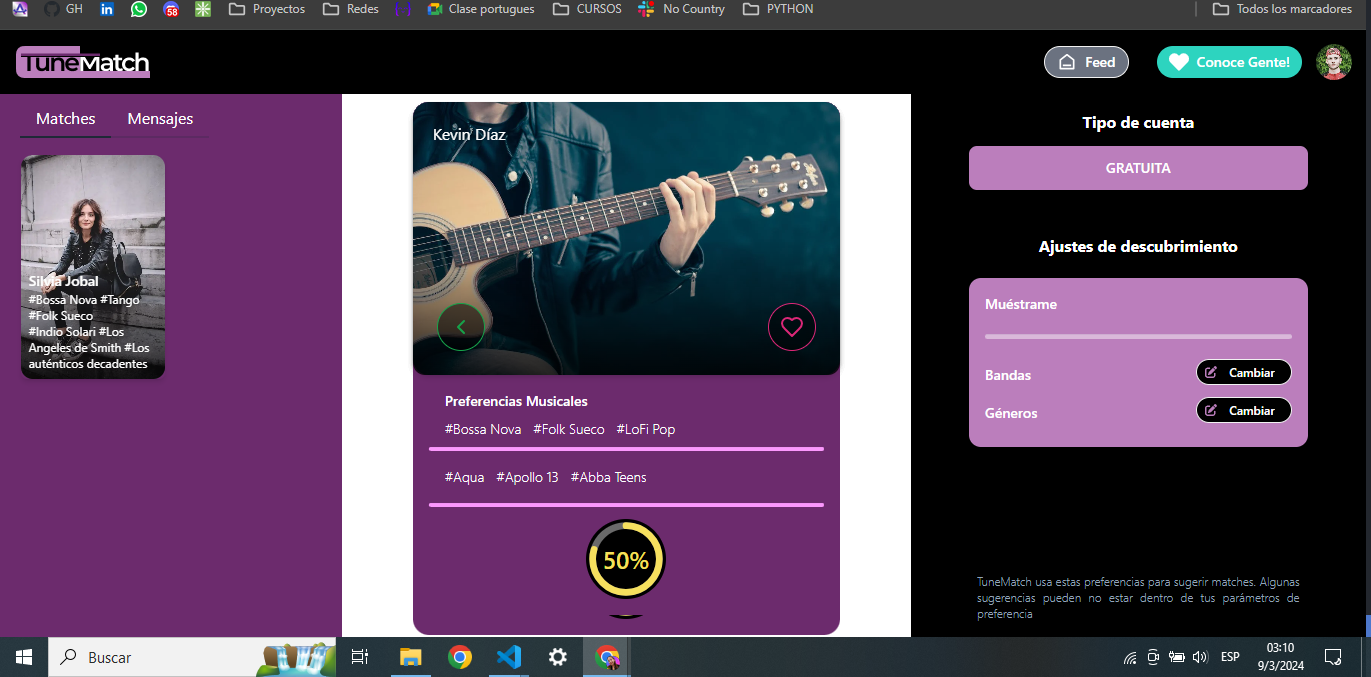 GH
58
Proyectos
Redes
Clase portugues
CURSOS
No Country
PYTHON
Todos los marcadores
TuneMatch
Feed
Conoce Gente!
Matches
Mensajes
Silvia Jobal
#Bossa Nova #Tango
#Folk Sueco
#Indio Solari #Los
Angeles de Smith #Los
auténticos decadentes
Kevin Díaz
Preferencias Musicales
#Bossa Nova #Folk Sueco #LoFi Pop
#Aqua #Apollo 13 #Abba Teens
50%
Tipo de cuenta
GRATUITA
Ajustes de descubrimiento
Muéstrame
Bandas
Cambiar
Géneros
Cambiar
TuneMatch usa estas preferencias para sugerir matches. Algunas
sugerencias pueden no estar dentro de tus parámetros de
preferencia
Buscar
ESP
03:10
9/3/2024